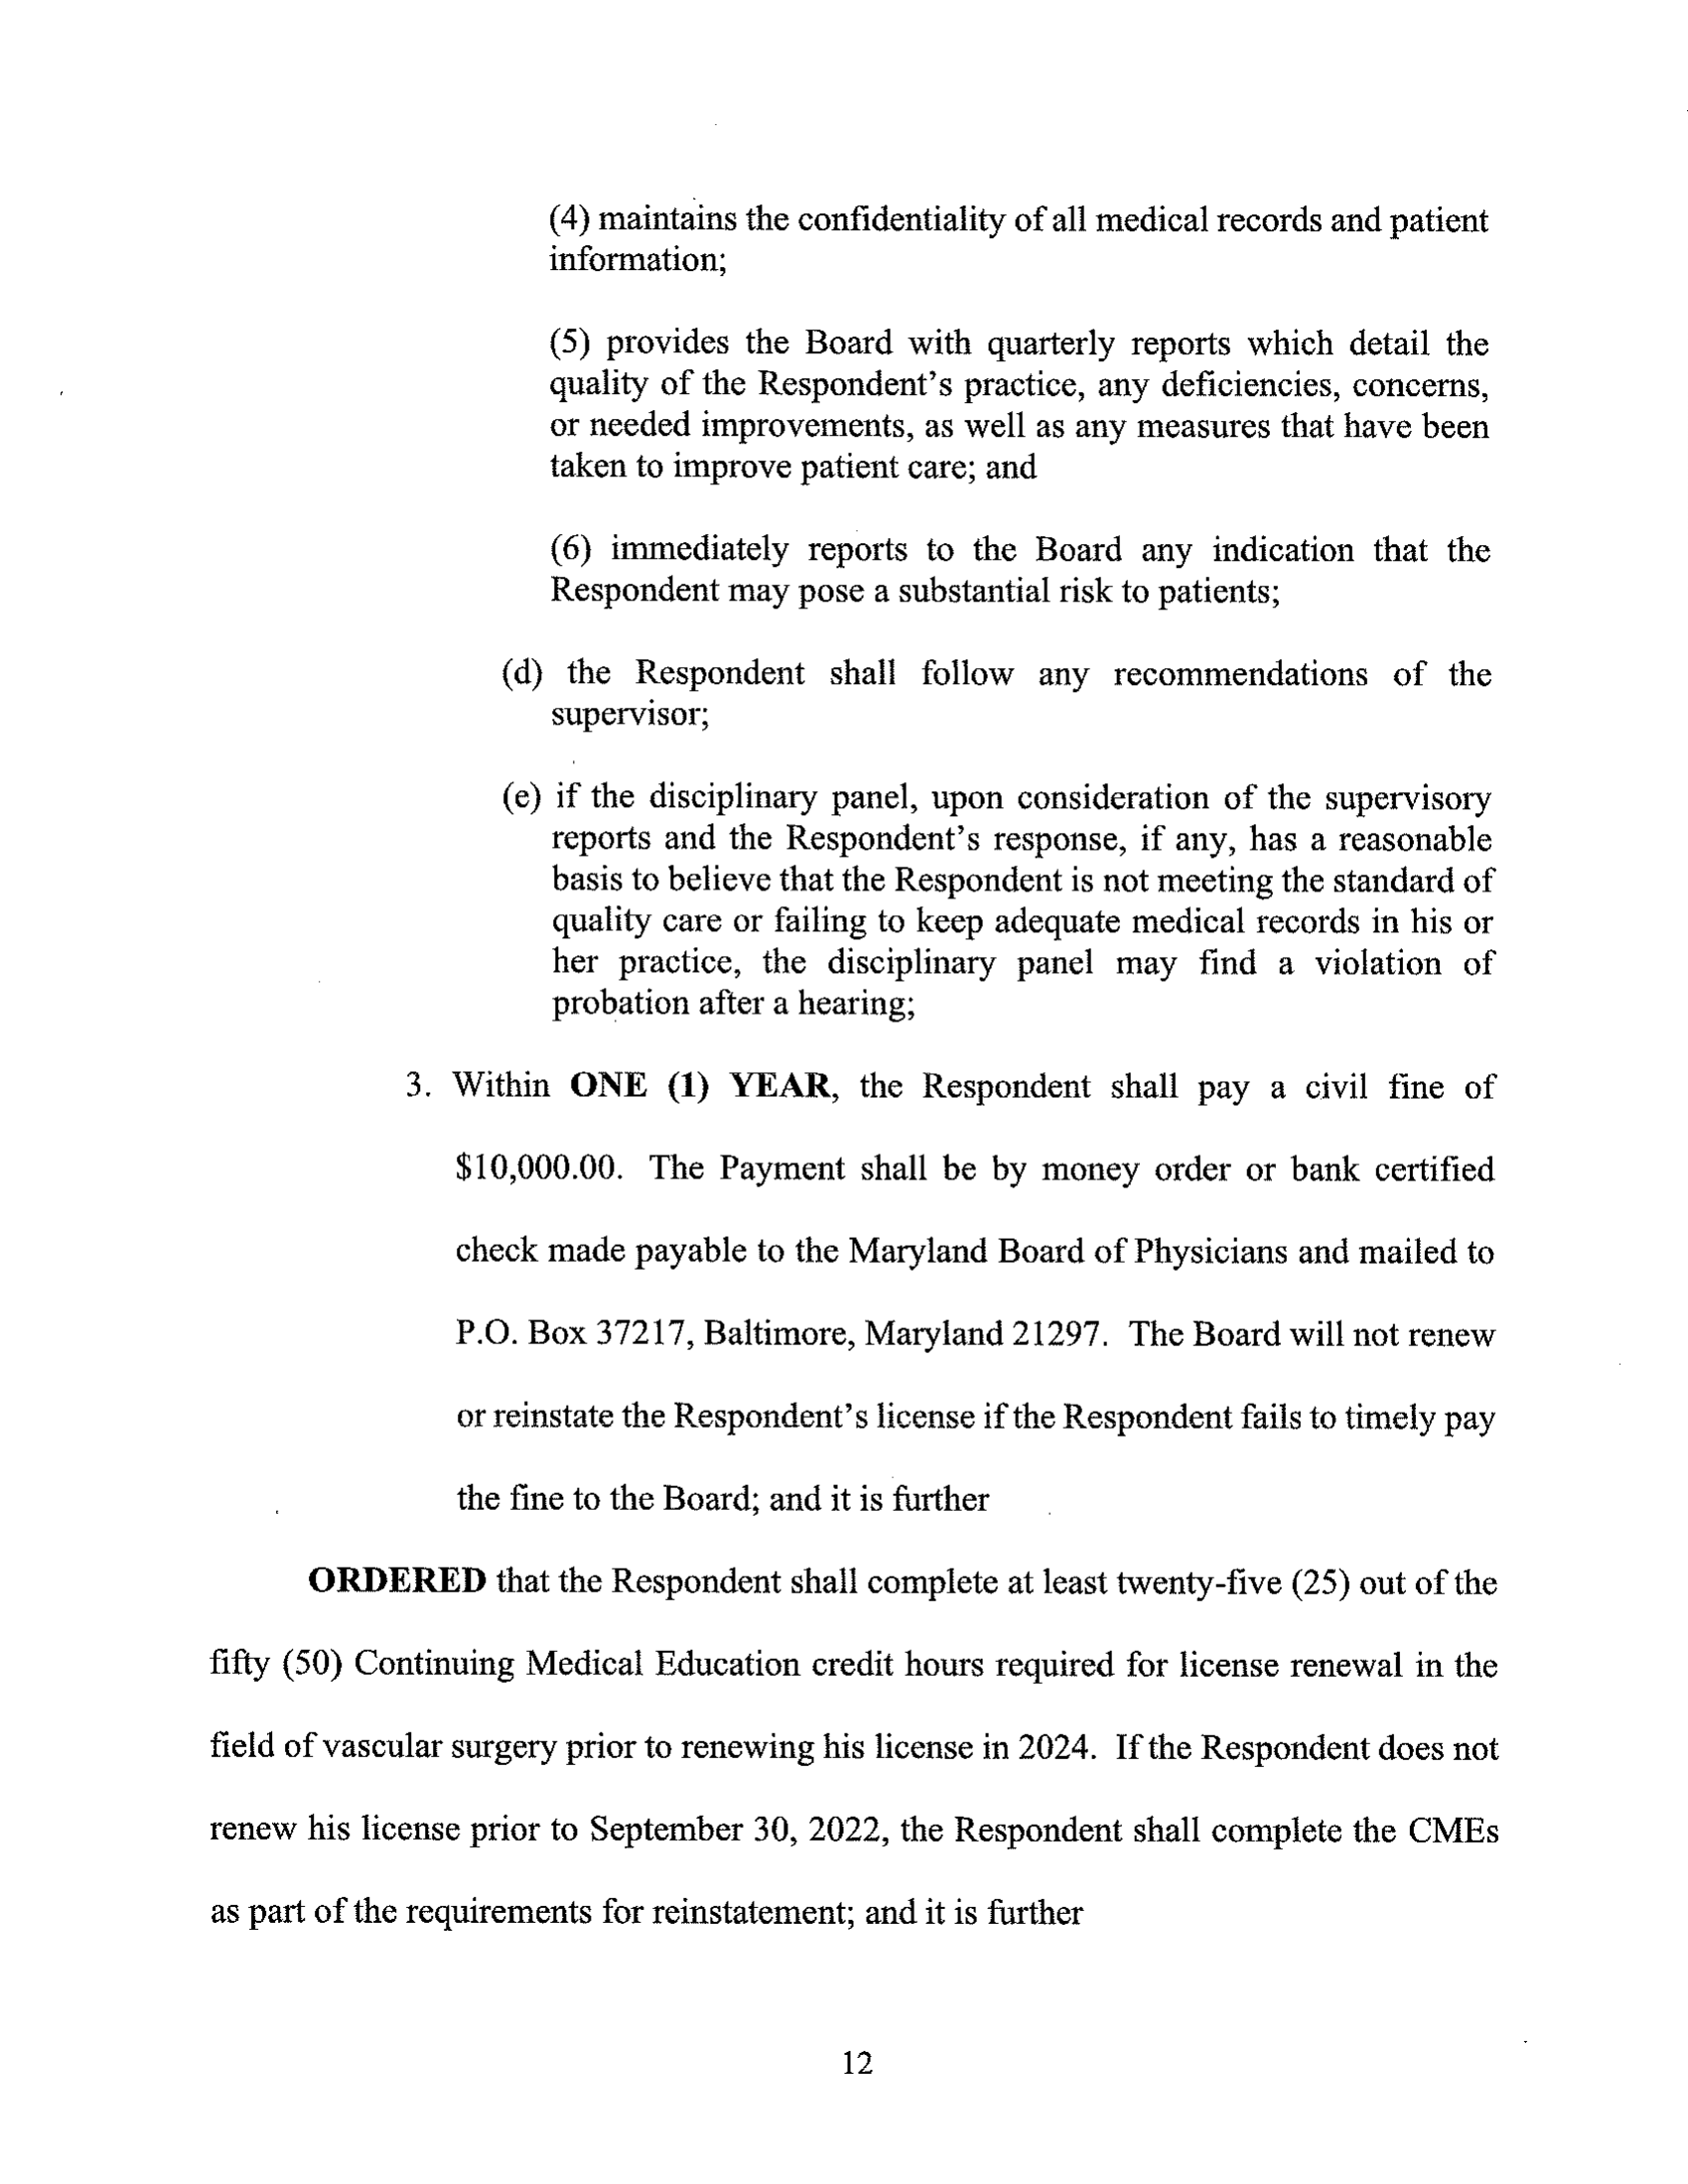 (4) maintains the confidentiality of all medical records and patient
information;
(5) provides the Board with quarterly reports which detail the
quality of the Respondent's practice, any deficiencies, concerns,
or needed improvements, as well as any measures that have been
taken to improve patient care; and
(6) immediately reports to the Board any indication that the
Respondent may pose a substantial risk to patients;
(d) the Respondent shall follow any recommendations of the
supervisor;
(e) if the disciplinary panel, upon consideration of the supervisory
reports and the Respondent's response, if any, has a reasonable
basis to believe that the Respondent is not meeting the standard of
quality care or failing to keep adequate medical records in his or
her practice, the disciplinary panel may find a violation of
probation after a hearing;
3. Within ONE (1) YEAR, the Respondent shall pay a civil fine of
$10,000.00. The Payment shall be by money order or bank certified
check made payable to the Maryland Board of Physicians and mailed to
P.O. Box 37217, Baltimore, Maryland 21297. The Board will not renew
or reinstate the Respondent's license if the Respondent fails to timely pay
the fine to the Board; and it is further
ORDERED that the Respondent shall complete at least twenty-five (25) out of the
fifty (50) Continuing Medical Education credit hours required for license renewal in the
field of vascular surgery prior to renewing his license in 2024. If the Respondent does not
renew his license prior to September 30, 2022, the Respondent shall complete the CMEs
as part of the requirements for reinstatement; and it is further
12